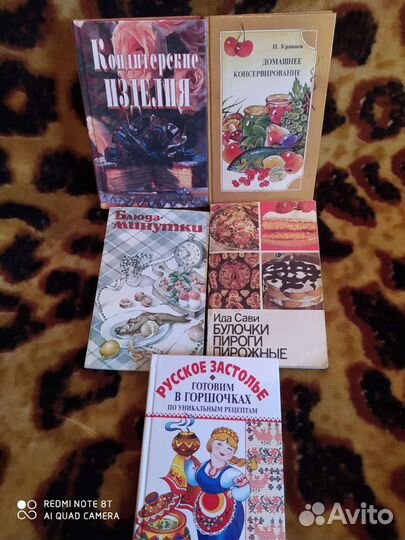 Кондитерские
ИЗДЕЛИЯ
И. Кравцов
ДОМАШНЕЕ
КОНСЕРВИРОВАНИЕ
Блюда-
минутки
Ида Сави
БУЛОЧКИ
ПИРОГИ
ПИРОЖНЫЕ
РУССКОЕ ЗАСТОЛЬЕ
ГОТОВИМ
В ГОРШОЧКАХ
ПО УНИКАЛЬНЫМ РЕЦЕПТАМ
REDMI NOTE 8T
AI QUAD CAMERA
Avito